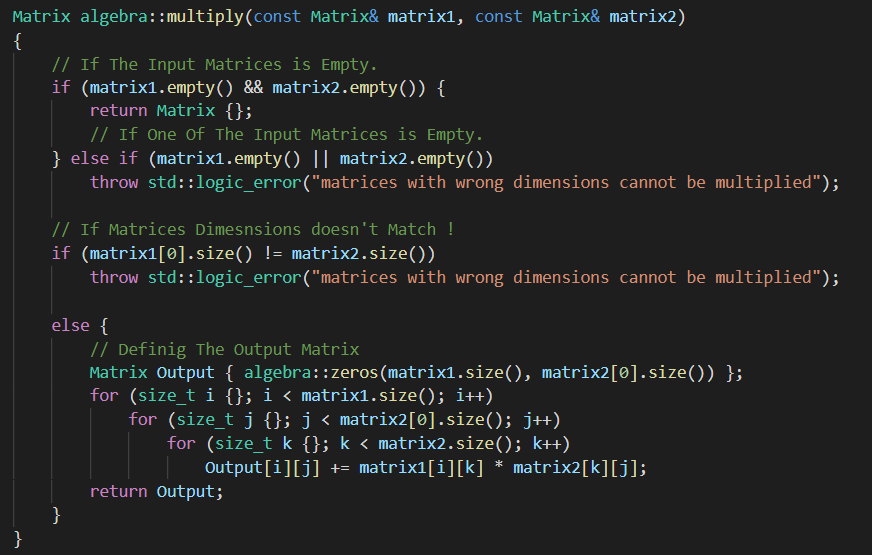 Matrix algebra::multiply(const Matrix& matrix1, const Matrix& matrix2)
{
    // If The Input Matrices is Empty.
    if (matrix1.empty() && matrix2.empty()) {
        return Matrix {};
        // If One Of The Input Matrices is Empty.
    } else if (matrix1.empty() || matrix2.empty())
        throw std::logic_error("matrices with wrong dimensions cannot be multiplied");

    // If Matrices Dimesnsions doesn't Match !
    if (matrix1[0].size() != matrix2.size())
        throw std::logic_error("matrices with wrong dimensions cannot be multiplied");

    else {
        // Definig The Output Matrix
        Matrix Output { algebra::zeros(matrix1.size(), matrix2[0].size()) };
        for (size_t i {}; i < matrix1.size(); i++)
            for (size_t j {}; j < matrix2[0].size(); j++)
                for (size_t k {}; k < matrix2.size(); k++)
                    Output[i][j] += matrix1[i][k] * matrix2[k][j];
        return Output;
    }
}